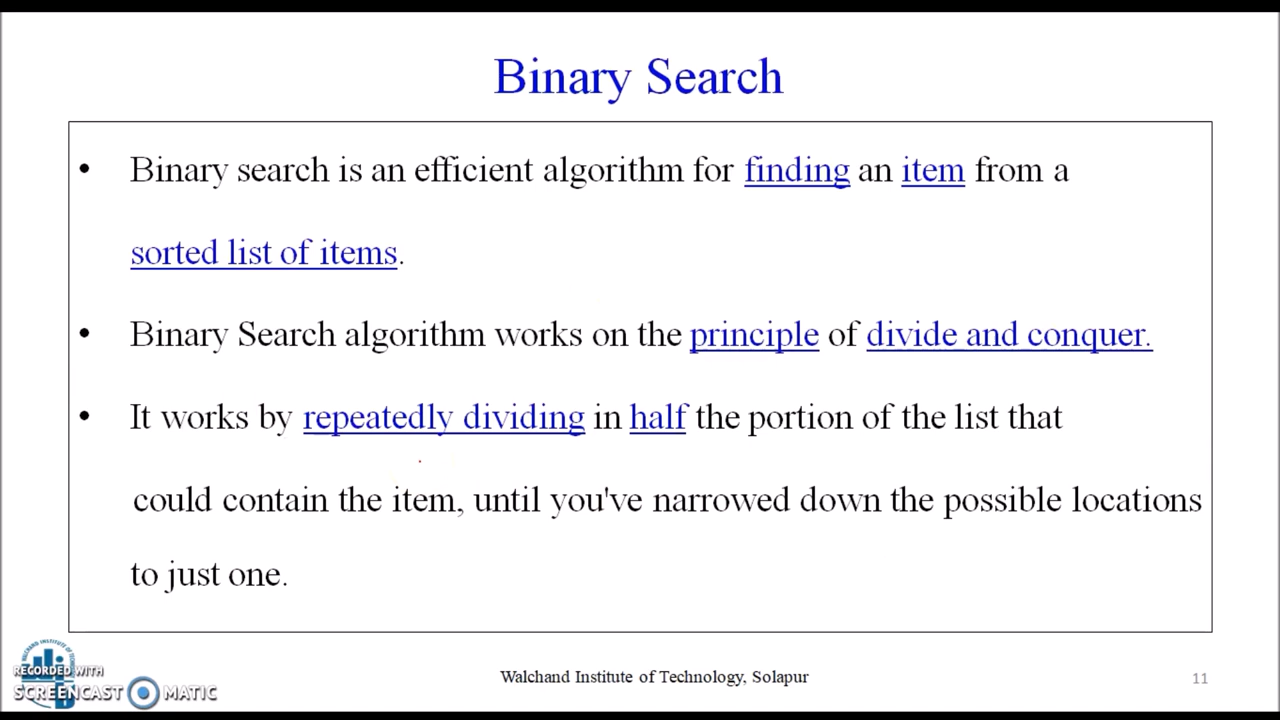 Binary Search
• Binary search is an efficient algorithm for finding an item from a
sorted list of items.
• Binary Search algorithm works on the principle of divide and conquer.
• It works by repeatedly dividing in half the portion of the list that
could contain the item, until you've narrowed down the possible locations
to just one.
RECORDED WITH
SCREENCAST MATIC
Walchand Institute of Technology, Solapur
11